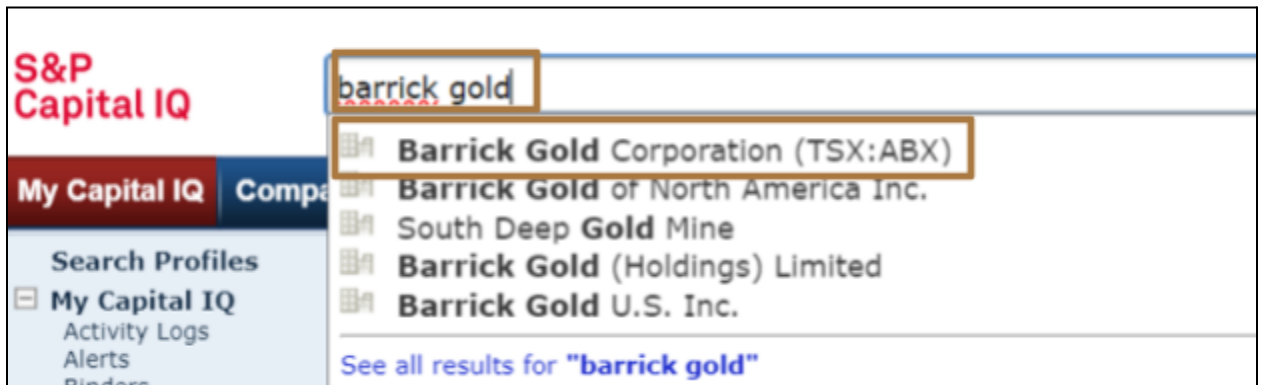 S&P
Capital IQ
barrick gold
Barrick Gold Corporation (TSX:ABX)
Barrick Gold of North America Inc.
South Deep Gold Mine
Barrick Gold (Holdings) Limited
Barrick Gold U.S. Inc.
See all results for "barrick gold"
My Capital IQ Compa
Search Profiles
My Capital IQ
Activity Logs
Alerts
Binders